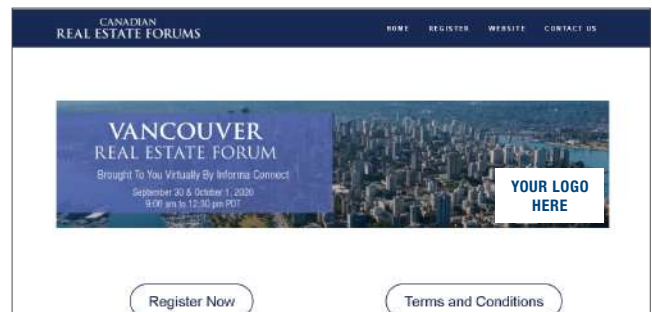 CANADIAN
REAL ESTATE FORUMS
HOME REGISTER WEBSITE CONTACT US
VANCOUVER
REAL ESTATE FORUM
Brought To You Virtually By Informa Connect
September 30 & October 1, 2020
9:00 am to 12:30 pm PDT
YOUR LOGO
HERE
Register Now
Terms and Conditions